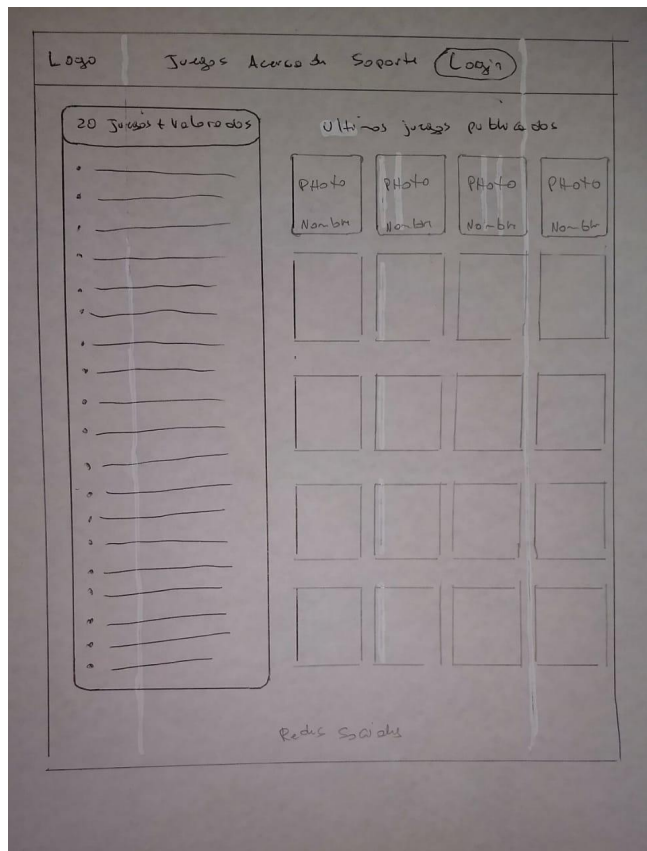 Logo Juegos Acerca de Soporte Login
20 Juegos + Valorados
Ultimos juegos publicados
PHoto PHoto PHoto PHoto
Nombre Nombre Nombre Nombre
Redes Sociales